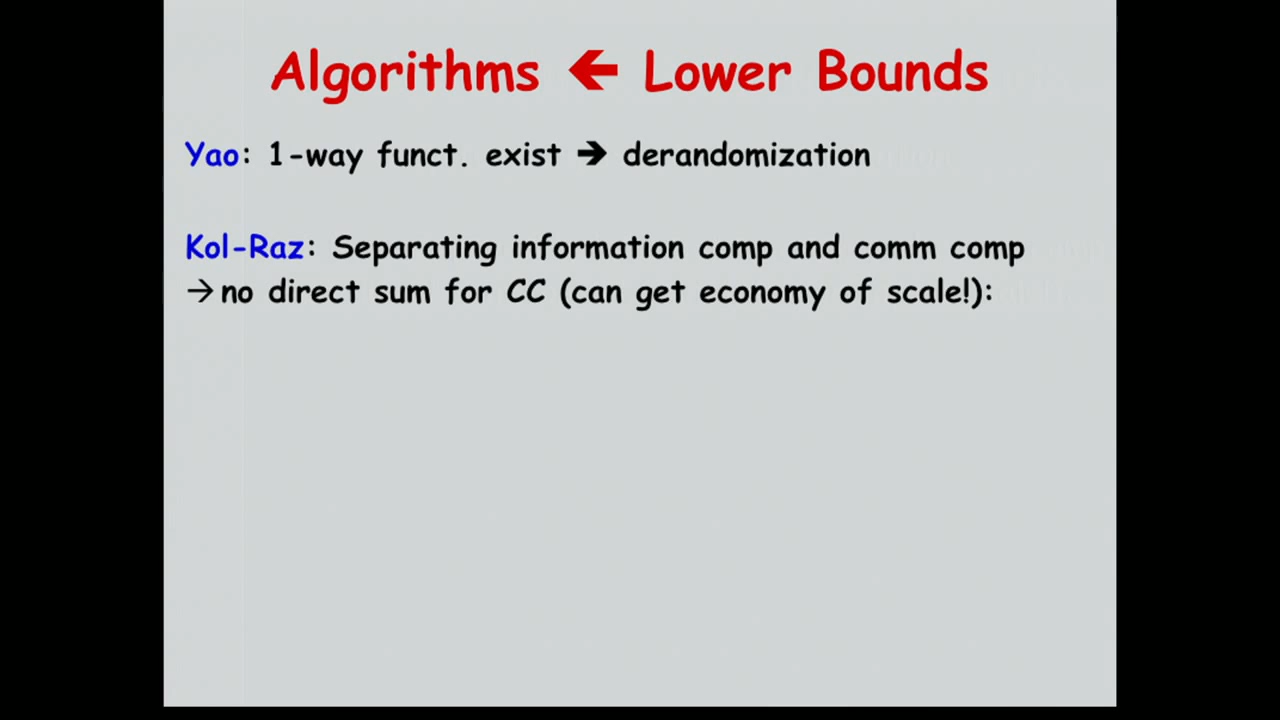 Algorithms 🡸 Lower Bounds
Yao: 1-way funct. exist ➔ derandomization
Kol-Raz: Separating information comp and comm comp
→ no direct sum for CC (can get economy of scale!):